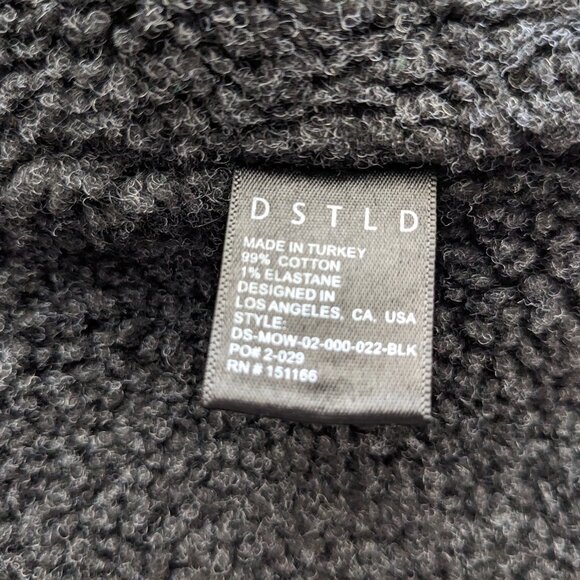 DSTLD
MADE IN TURKEY
99% COTTON
1% ELASTANE
DESIGNED IN
LOS ANGELES, CA. USA
STYLE:
DS-MOW-02-000-022-BLK
PO# 2-029
RN # 151166